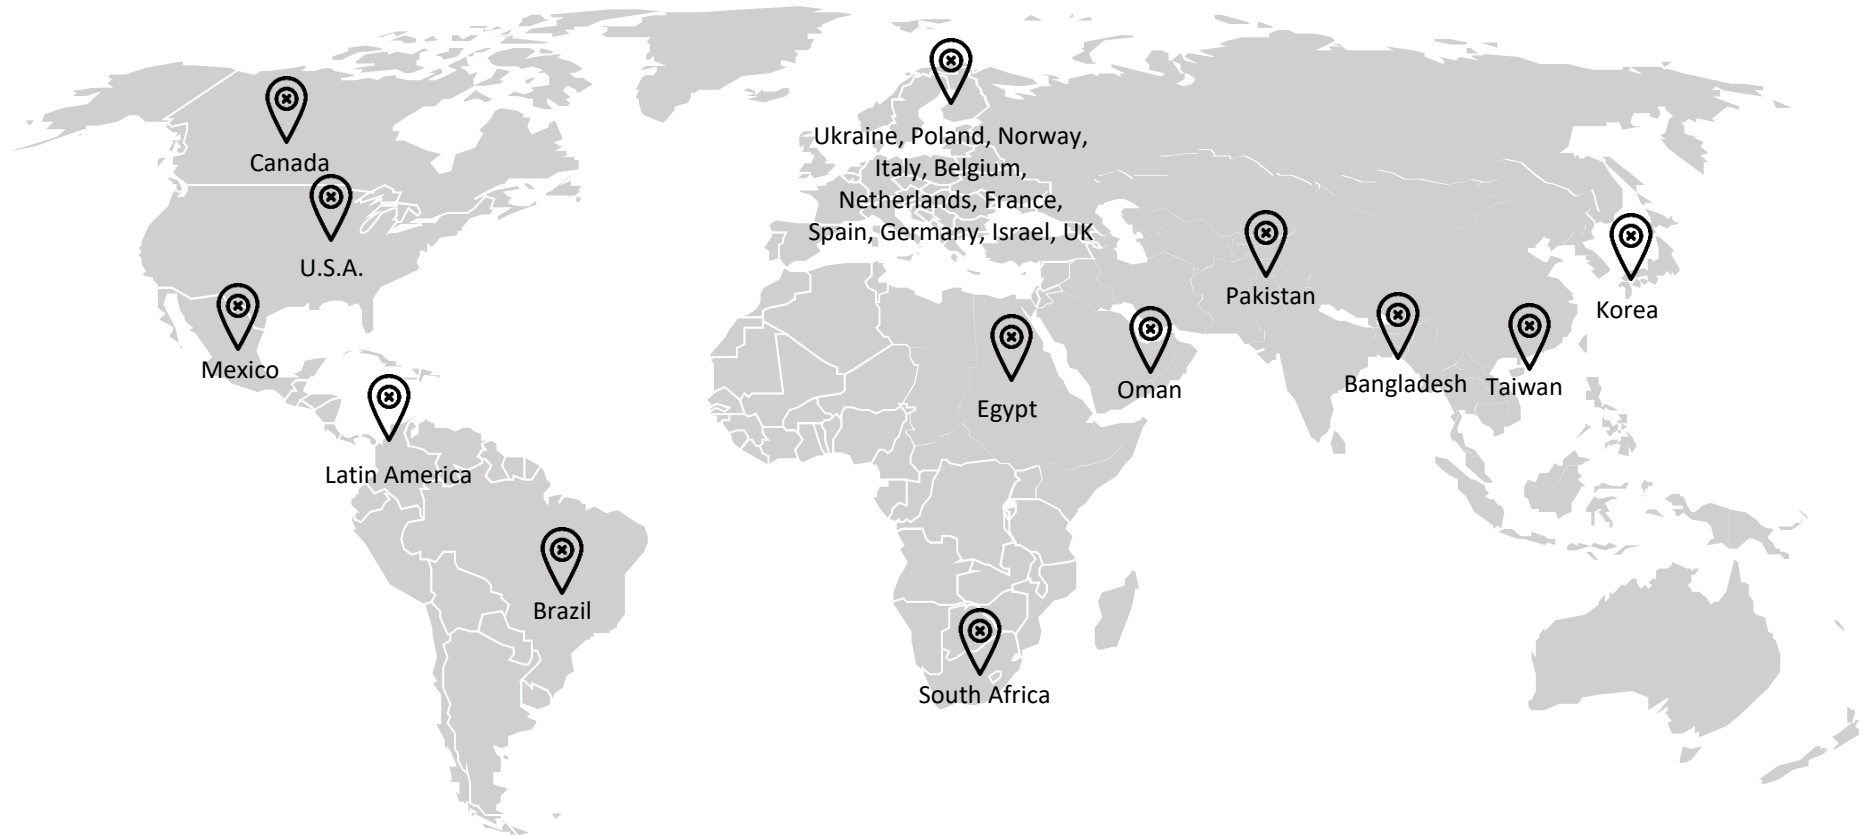 Ukraine, Poland, Norway,
Italy, Belgium,
Netherlands, France,
Spain, Germany, Israel, UK
Canada
U.S.A.
Mexico
Latin America
Brazil
Egypt
South Africa
Oman
Pakistan
Bangladesh
Taiwan
Korea